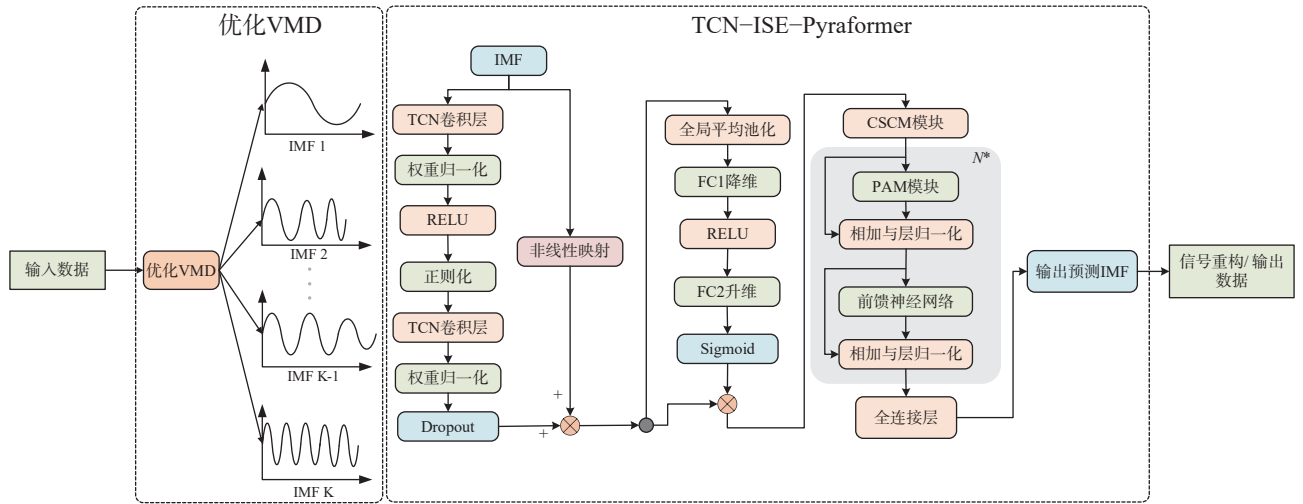 优化VMD
TCN−ISE−Pyraformer
输入数据
优化VMD
IMF 1
IMF 2
IMF K-1
IMF K
IMF
TCN卷积层
权重归一化
RELU
正则化
TCN卷积层
权重归一化
Dropout
非线性映射
+
+
全局平均池化
FC1降维
RELU
FC2升维
Sigmoid
CSCM模块
N*
PAM模块
相加与层归一化
前馈神经网络
相加与层归一化
全连接层
输出预测IMF
信号重构/ 输出
数据